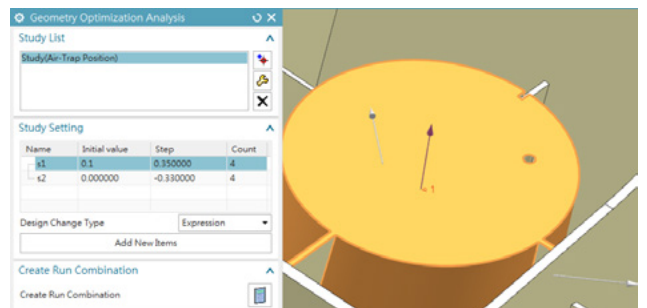 Geometry Optimization Analysis
Study List
Study(Air-Trap Position)
Study Setting
Name Initial value Step Count
s1 0.1 0.350000 4
s2 0.000000 -0.330000 4
Design Change Type Expression
Add New Items
Create Run Combination
Create Run Combination
1